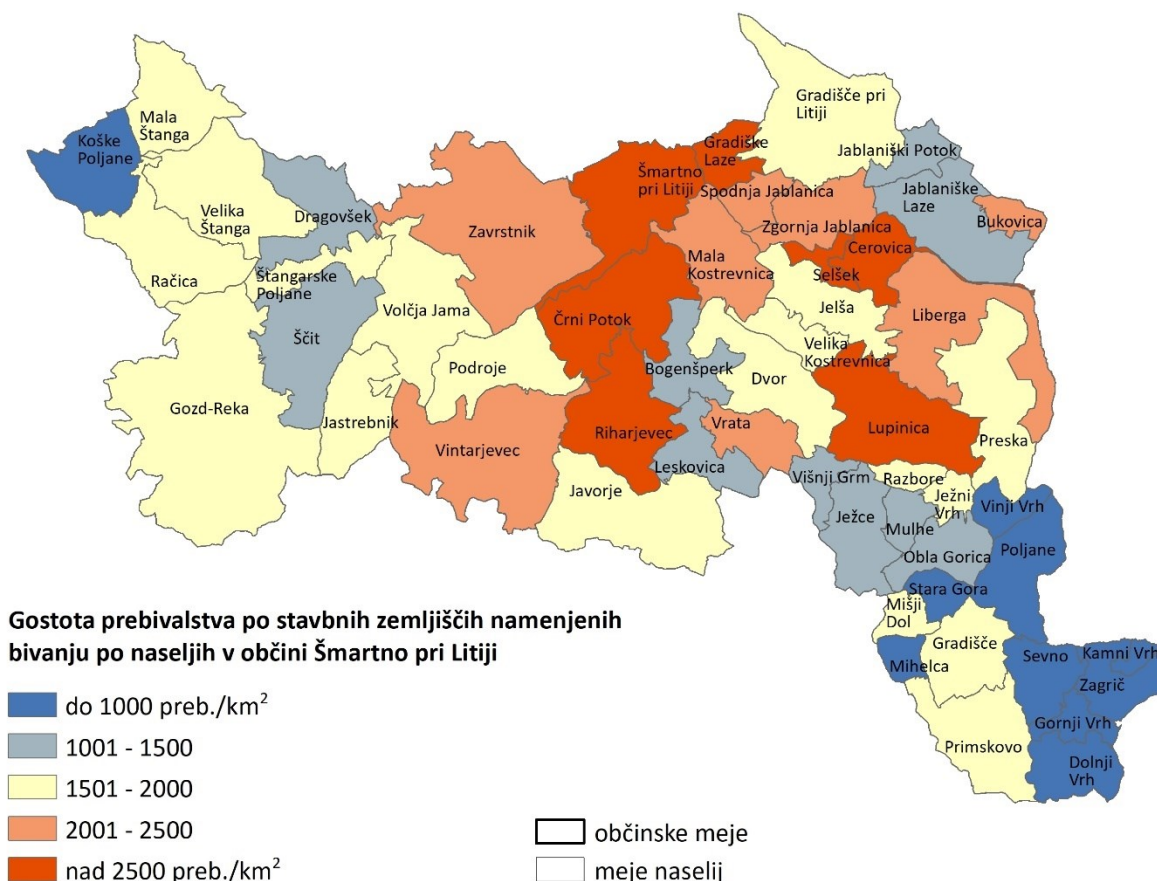 Gradišče pri
Litiji
Mala
Štanga
Koške
Poljane
Gradiške
Laze
Jablaniški Potok
Šmartno
pri Litiji
Spodnja Jablanica
Jablaniške
Laze
Velika
Štanga
Dragovšek
Zavrstnik
Zgornja Jablanica
Bukovica
Cerovica
Mala
Kostrevnica
Račica
Štangarske
Poljane
Selšek
Volčja Jama
Jelša
Črni Potok
Liberga
Ščit
Velika
Kostrevnica
Podroje
Bogenšperk
Dvor
Gozd-Reka
Jastrebnik
Riharjevec
Vrata
Lupinica
Preska
Vintarjevec
Leskovica
Javorje
Višnji Grm
Razbore
Ježni
Vrh
Vinji Vrh
Ježce
Mulhe
Poljane
Obla Gorica
Stara Gora
Mišji
Dol
Gradišče
Mihelca
Sevno
Kamni Vrh
Zagrič
Gornji Vrh
Primskovo
Dolnji
Vrh
Gostota prebivalstva po stavbnih zemljiščih namenjenih
bivanju po naseljih v občini Šmartno pri Litiji
do 1000 preb./km²
1001 - 1500
1501 - 2000
2001 - 2500
nad 2500 preb./km²
občinske meje
meje naselij